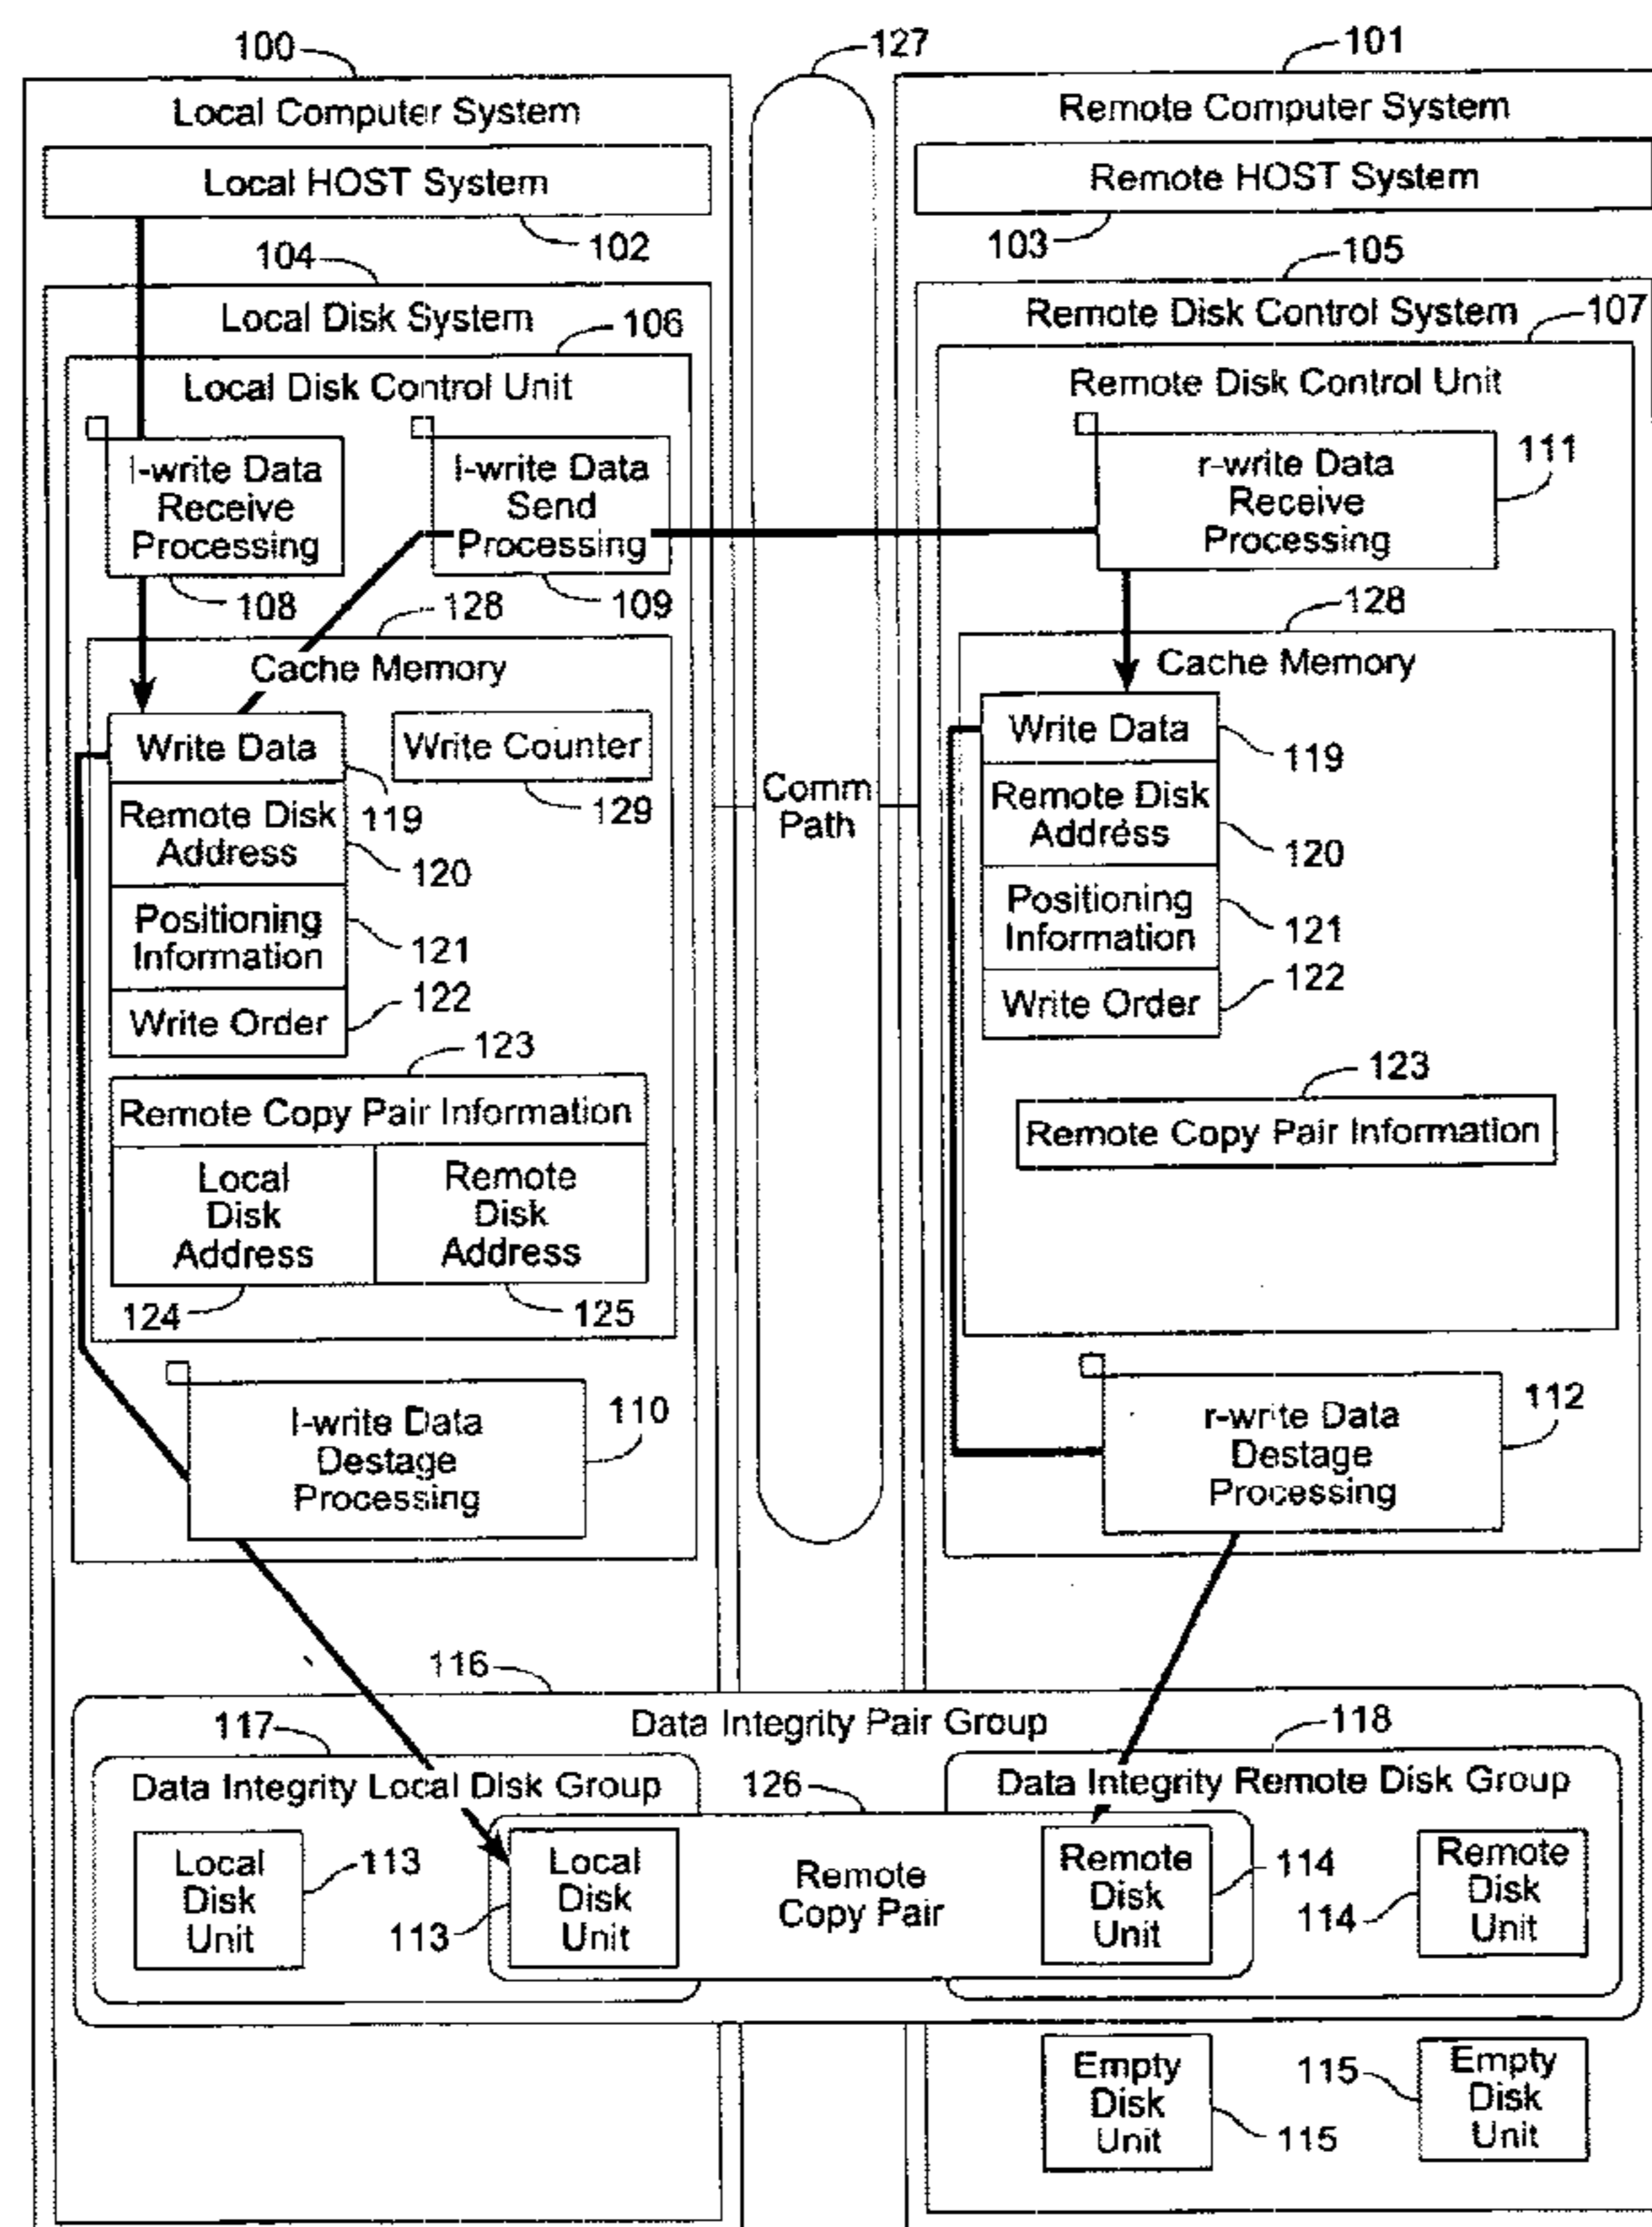 100
127
101
Local Computer System
Remote Computer System
Local HOST System
Remote HOST System
102
103
104
105
Local Disk System
Remote Disk Control System
106
107
Local Disk Control Unit
Remote Disk Control Unit
l-write Data
Receive
Processing
l-write Data
Send
Processing
r-write Data
Receive
Processing
111
108
109
128
128
Cache Memory
Cache Memory
Write Data
Write Counter
Write Data
119
129
119
Remote Disk
Address
Remote Disk
Address
120
120
Comm
Path
Positioning
Information
Positioning
Information
121
121
Write Order
Write Order
122
122
123
123
Remote Copy Pair Information
Remote Copy Pair Information
Local
Disk
Address
Remote
Disk
Address
124
125
l-write Data
Destage
Processing
110
r-write Data
Destage
Processing
112
116
Data Integrity Pair Group
117
118
Data Integrity Local Disk Group
126
Data Integrity Remote Disk Group
Local
Disk
Unit
113
Local
Disk
Unit
113
Remote
Copy Pair
Remote
Disk
Unit
114
Remote
Disk
Unit
114
Empty
Disk
Unit
115
Empty
Disk
Unit
115